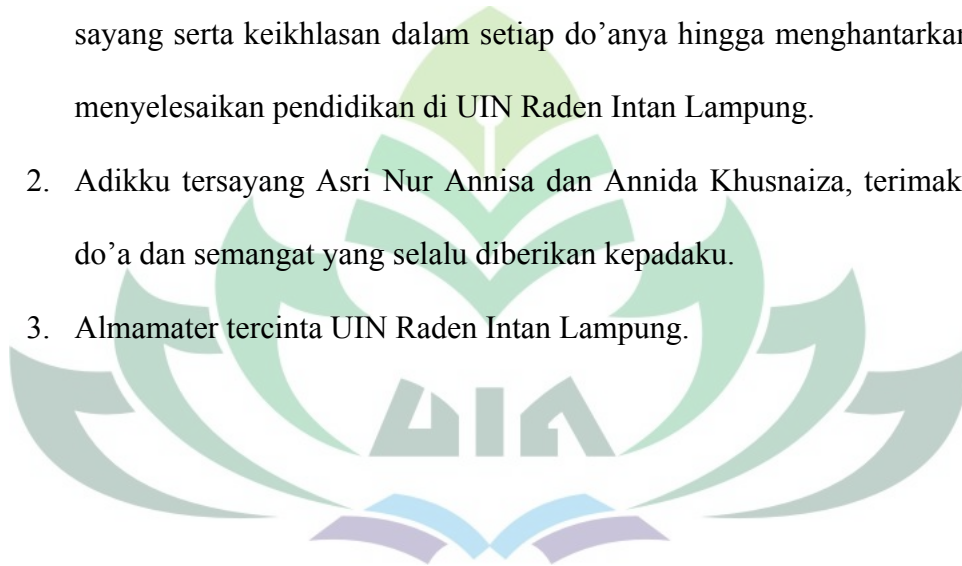 sayang serta keikhlasan dalam setiap do’anya hingga menghantarkan
menyelesaikan pendidikan di UIN Raden Intan Lampung.
2. Adikku tersayang Asri Nur Annisa dan Annida Khusnaiza, terimak
do’a dan semangat yang selalu diberikan kepadaku.
3. Almamater tercinta UIN Raden Intan Lampung.
UIN